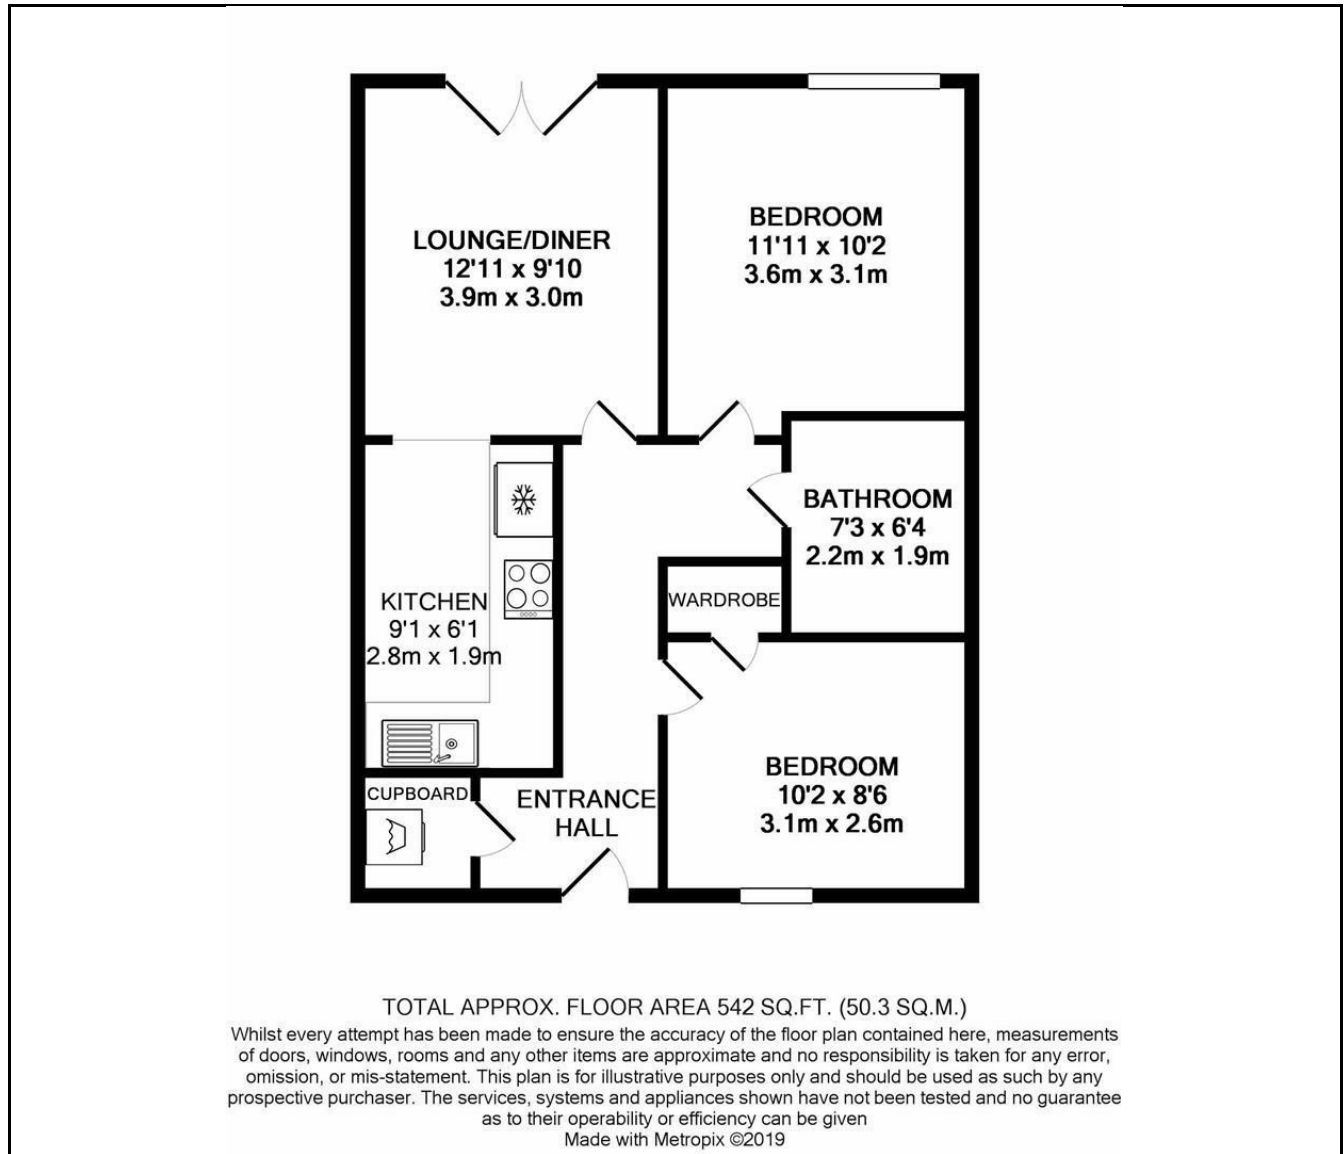 LOUNGE/DINER
12'11 x 9'10
3.9m x 3.0m
BEDROOM
11'11 x 10'2
3.6m x 3.1m
BATHROOM
7'3 x 6'4
2.2m x 1.9m
KITCHEN
9'1 x 6'1
2.8m x 1.9m
WARDROBE
BEDROOM
10'2 x 8'6
3.1m x 2.6m
CUPBOARD
ENTRANCE
HALL
TOTAL APPROX. FLOOR AREA 542 SQ.FT. (50.3 SQ.M.)
Whilst every attempt has been made to ensure the accuracy of the floor plan contained here, measurements
of doors, windows, rooms and any other items are approximate and no responsibility is taken for any error,
omission, or mis-statement. This plan is for illustrative purposes only and should be used as such by any
prospective purchaser. The services, systems and appliances shown have not been tested and no guarantee
as to their operability or efficiency can be given
Made with Metropix ©2019